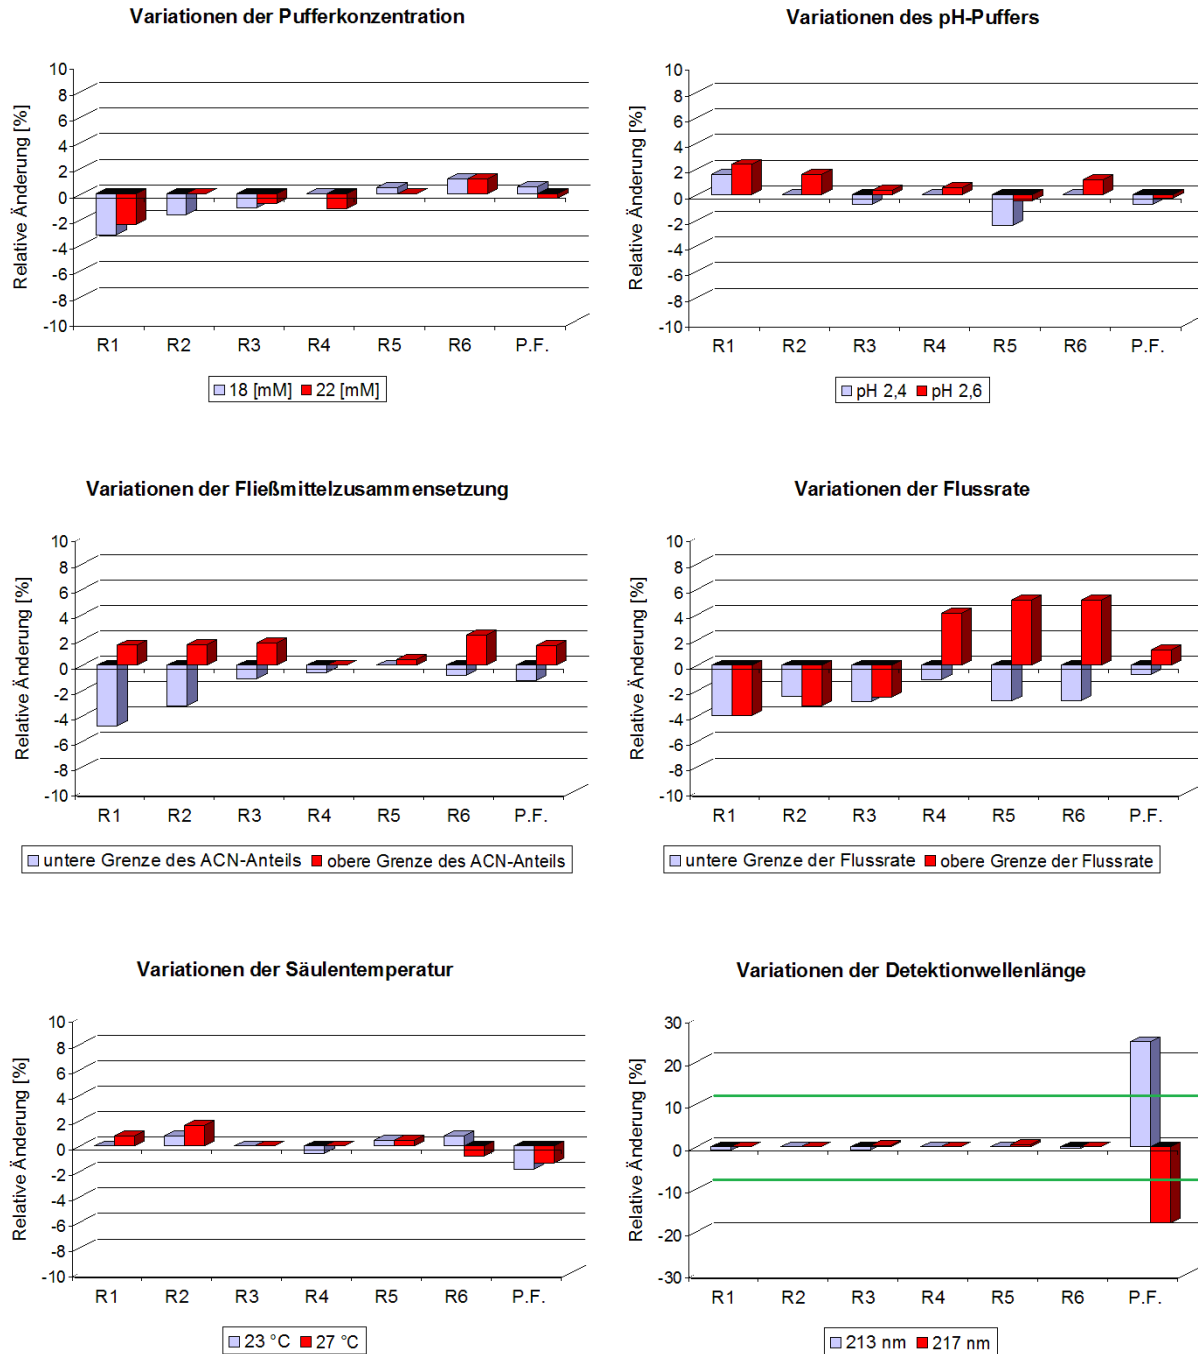 Variationen der Pufferkonzentration
Relative Änderung [%]
10
8
6
4
2
0
-2
-4
-6
-8
-10
R1 R2 R3 R4 R5 R6 P.F.
18 [mM] 22 [mM]
Variationen des pH-Puffers
Relative Änderung [%]
10
8
6
4
2
0
-2
-4
-6
-8
-10
R1 R2 R3 R4 R5 R6 P.F.
pH 2,4 pH 2,6
Variationen der Fließmittelzusammensetzung
Relative Änderung [%]
10
8
6
4
2
0
-2
-4
-6
-8
-10
R1 R2 R3 R4 R5 R6 P.F.
untere Grenze des ACN-Anteils obere Grenze des ACN-Anteils
Variationen der Flussrate
Relative Änderung [%]
10
8
6
4
2
0
-2
-4
-6
-8
-10
R1 R2 R3 R4 R5 R6 P.F.
untere Grenze der Flussrate obere Grenze der Flussrate
Variationen der Säulentemperatur
Relative Änderung [%]
10
8
6
4
2
0
-2
-4
-6
-8
-10
R1 R2 R3 R4 R5 R6 P.F.
23 °C 27 °C
Variationen der Detektionwellenlänge
Relative Änderung [%]
30
20
10
0
-10
-20
-30
R1 R2 R3 R4 R5 R6 P.F.
213 nm 217 nm